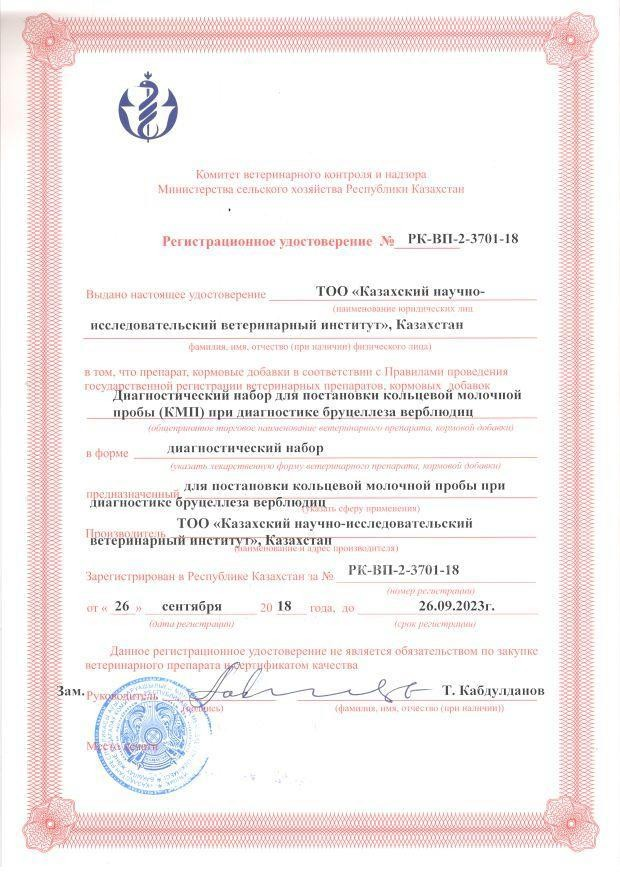 Комитет ветеринарного контроля и надзора
Министерства сельского хозяйства Республики Казахстан
Регистрационное удостоверение № РК-ВП-2-3701-18
Выдано настоящее удостоверение ТОО «Казахский научно-
(наименование юридических лиц
исследовательский ветеринарный институт», Казахстан
фамилия, имя, отчество (при наличии) физического лица)
в том, что препарат, кормовые добавки в соответствии с Правилами проведения
государственной регистрации ветеринарных препаратов, кормовых добавок
Диагностический набор для постановки кольцевой молочной
пробы (КМП) при диагностике бруцеллеза верблюдиц
(общепринятое торговое наименование ветеринарного препарата, кормовой добавки)
в форме диагностический набор
(указать лекарственную форму ветеринарного препарата, кормовой добавки)
предназначенный для постановки кольцевой молочной пробы при
диагностике бруцеллеза верблюдиц
(указать сферу применения)
Производитель ТОО «Казахский научно-исследовательский
ветеринарный институт», Казахстан
(наименование и адрес производителя)
Зарегистрирован в Республике Казахстан за № РК-ВП-2-3701-18
(номер регистрации)
от « 26 » сентября 20 18 года, до 26.09.2023г.
(дата регистрации) (срок регистрации)
Данное регистрационное удостоверение не является обязательством по закупке
ветеринарного препарата и сертификатом качества
Зам. Руководитель Т. Кабдулданов
(подпись) (фамилия, имя, отчество (при наличии))
Место печати